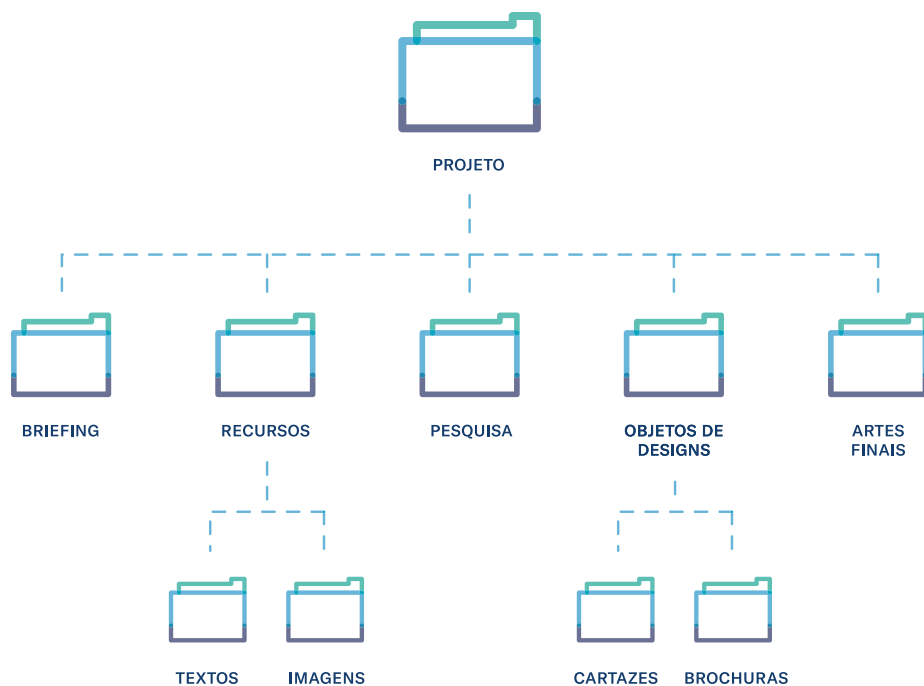 PROJETO
BRIEFING
RECURSOS
PESQUISA
OBJETOS DE
DESIGNS
ARTES
FINAIS
TEXTOS
IMAGENS
CARTAZES
BROCHURAS